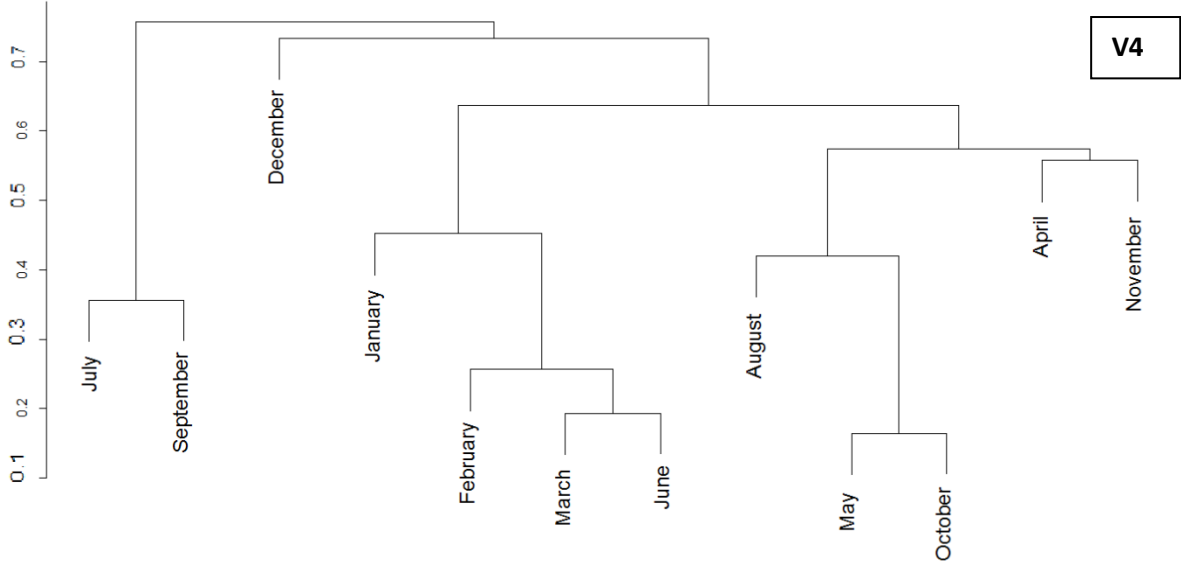 V4
0.7
0.6
0.5
0.4
0.3
0.2
0.1
December
April
November
January
August
July
September
February
March
June
May
October